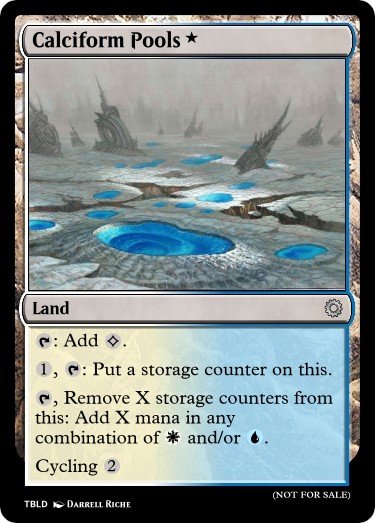 Calciform Pools ★
Land
: Add .
1, : Put a storage counter on this.
, Remove X storage counters from
this: Add X mana in any
combination of and/or .
Cycling 2
TBLD Darrell Riche
(NOT FOR SALE)